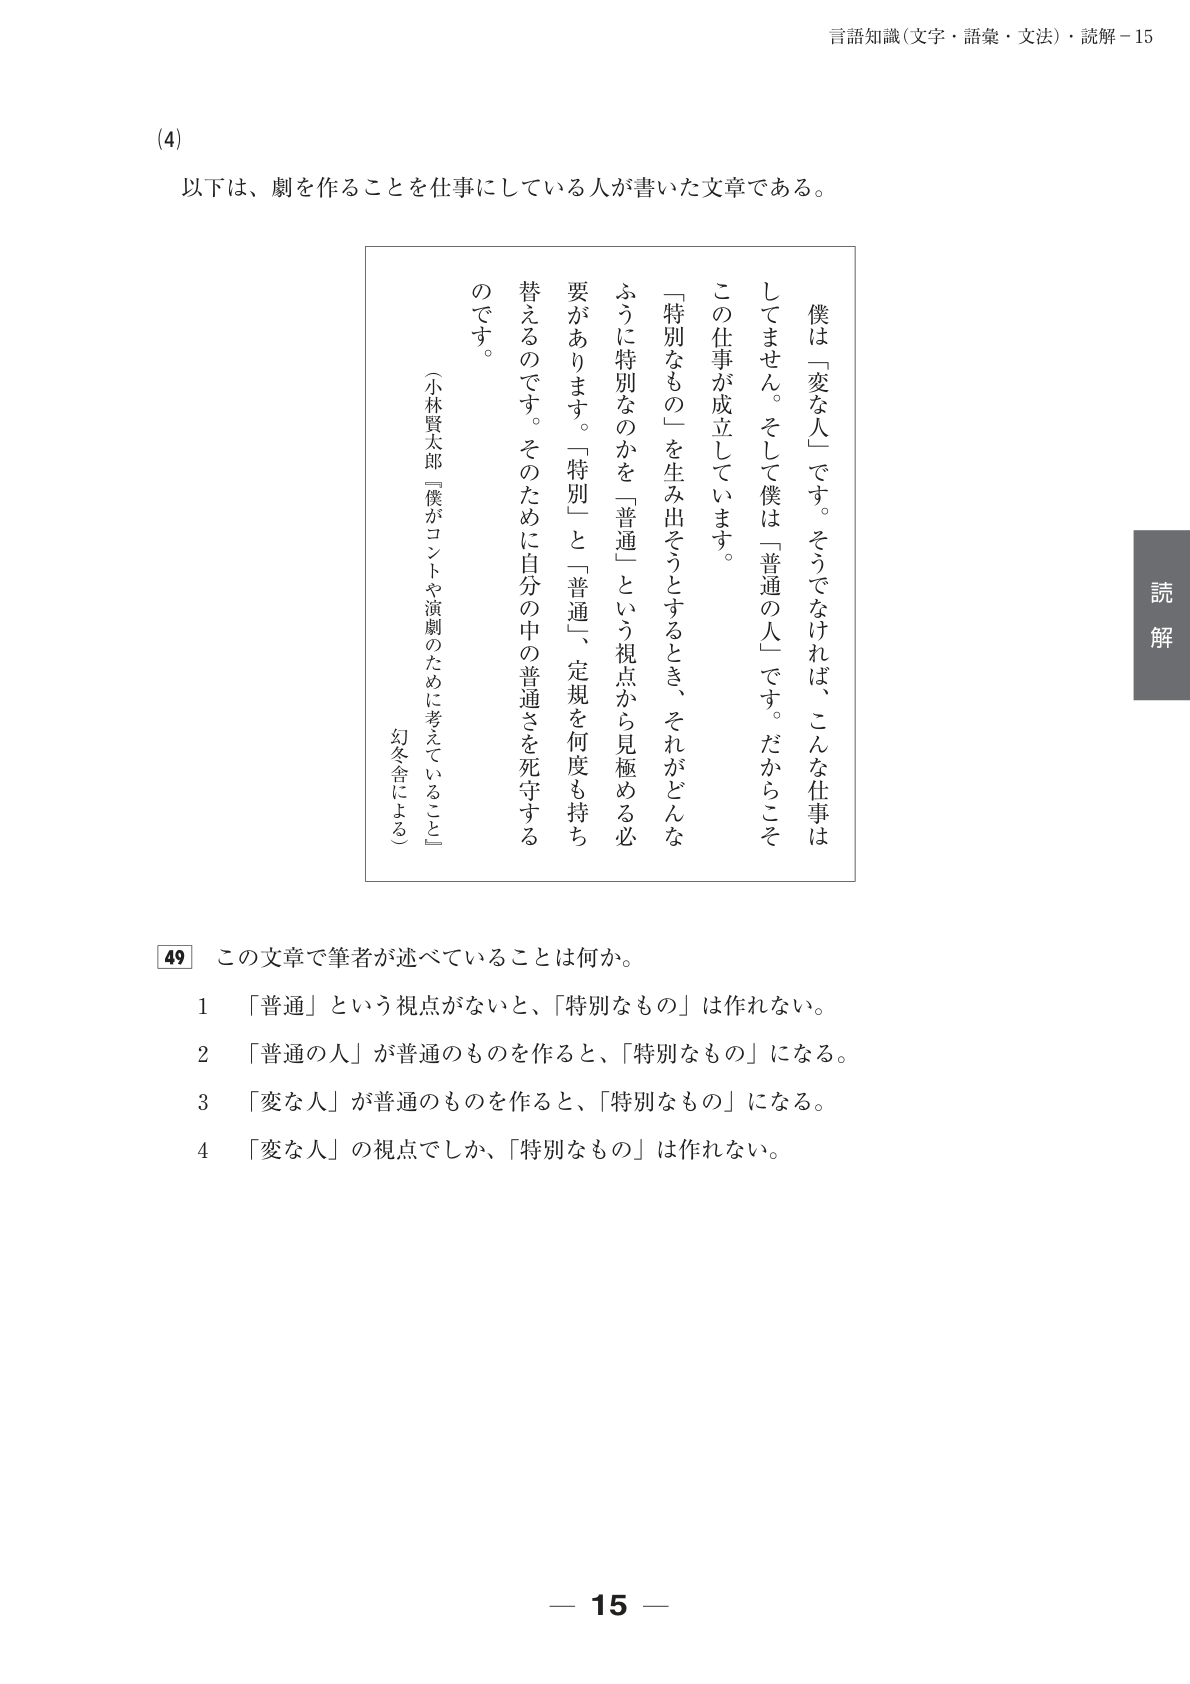 言語知識(文字・語彙・文法)・読解－15
(4)
以下は、劇を作ることを仕事にしている人が書いた文章である。
僕は「変な人」です。そうでなければ、こんな仕事は
してません。そして僕は「普通の人」です。だからこそ
この仕事が成立しています。
「特別なもの」を生み出そうとするとき、それがどんな
ふうに特別なのかを「普通」という視点から見極める必
要があります。「特別」と「普通」、定規を何度も持ち
替えるのです。そのために自分の中の普通さを死守する
のです。
(小林賢太郎『僕がコントや演劇のために考えていること』
幻冬舎による)
読解
49 この文章で筆者が述べていることは何か。
1 「普通」という視点がないと、「特別なもの」は作れない。
2 「普通の人」が普通のものを作ると、「特別なもの」になる。
3 「変な人」が普通のものを作ると、「特別なもの」になる。
4 「変な人」の視点でしか、「特別なもの」は作れない。
— 15 —